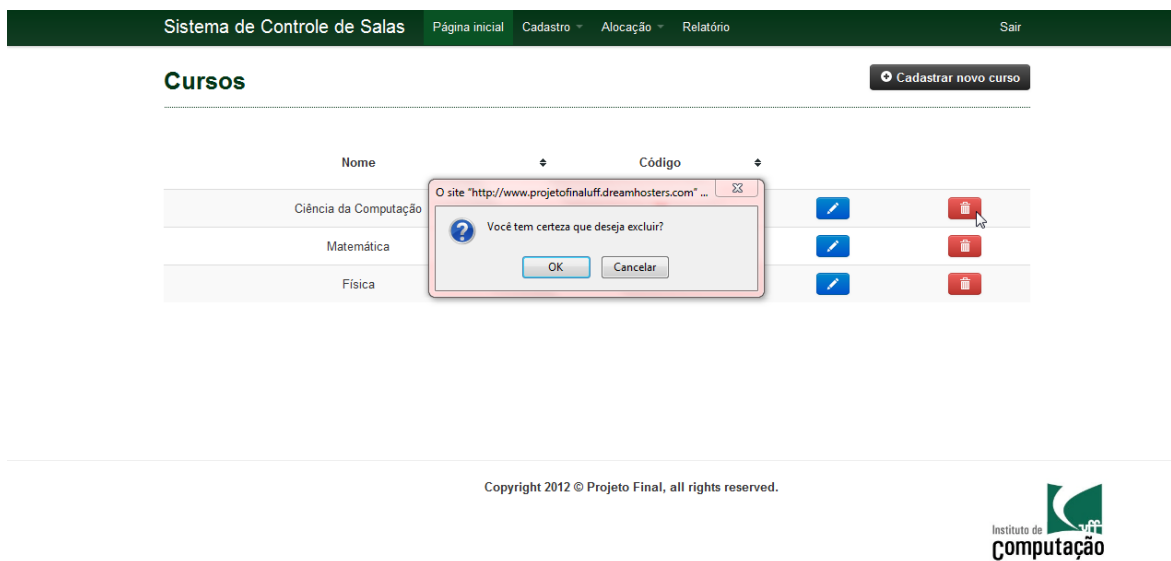 Sistema de Controle de Salas Página inicial Cadastro Alocação Relatório Sair
Cursos
Cadastrar novo curso
Nome Código
O site "http://www.projetofinaluff.dreamhosters.com" ...
Ciência da Computação
Você tem certeza que deseja excluir?
Matemática
OK Cancelar
Física
Copyright 2012 © Projeto Final, all rights reserved.
Instituto de uff
computação